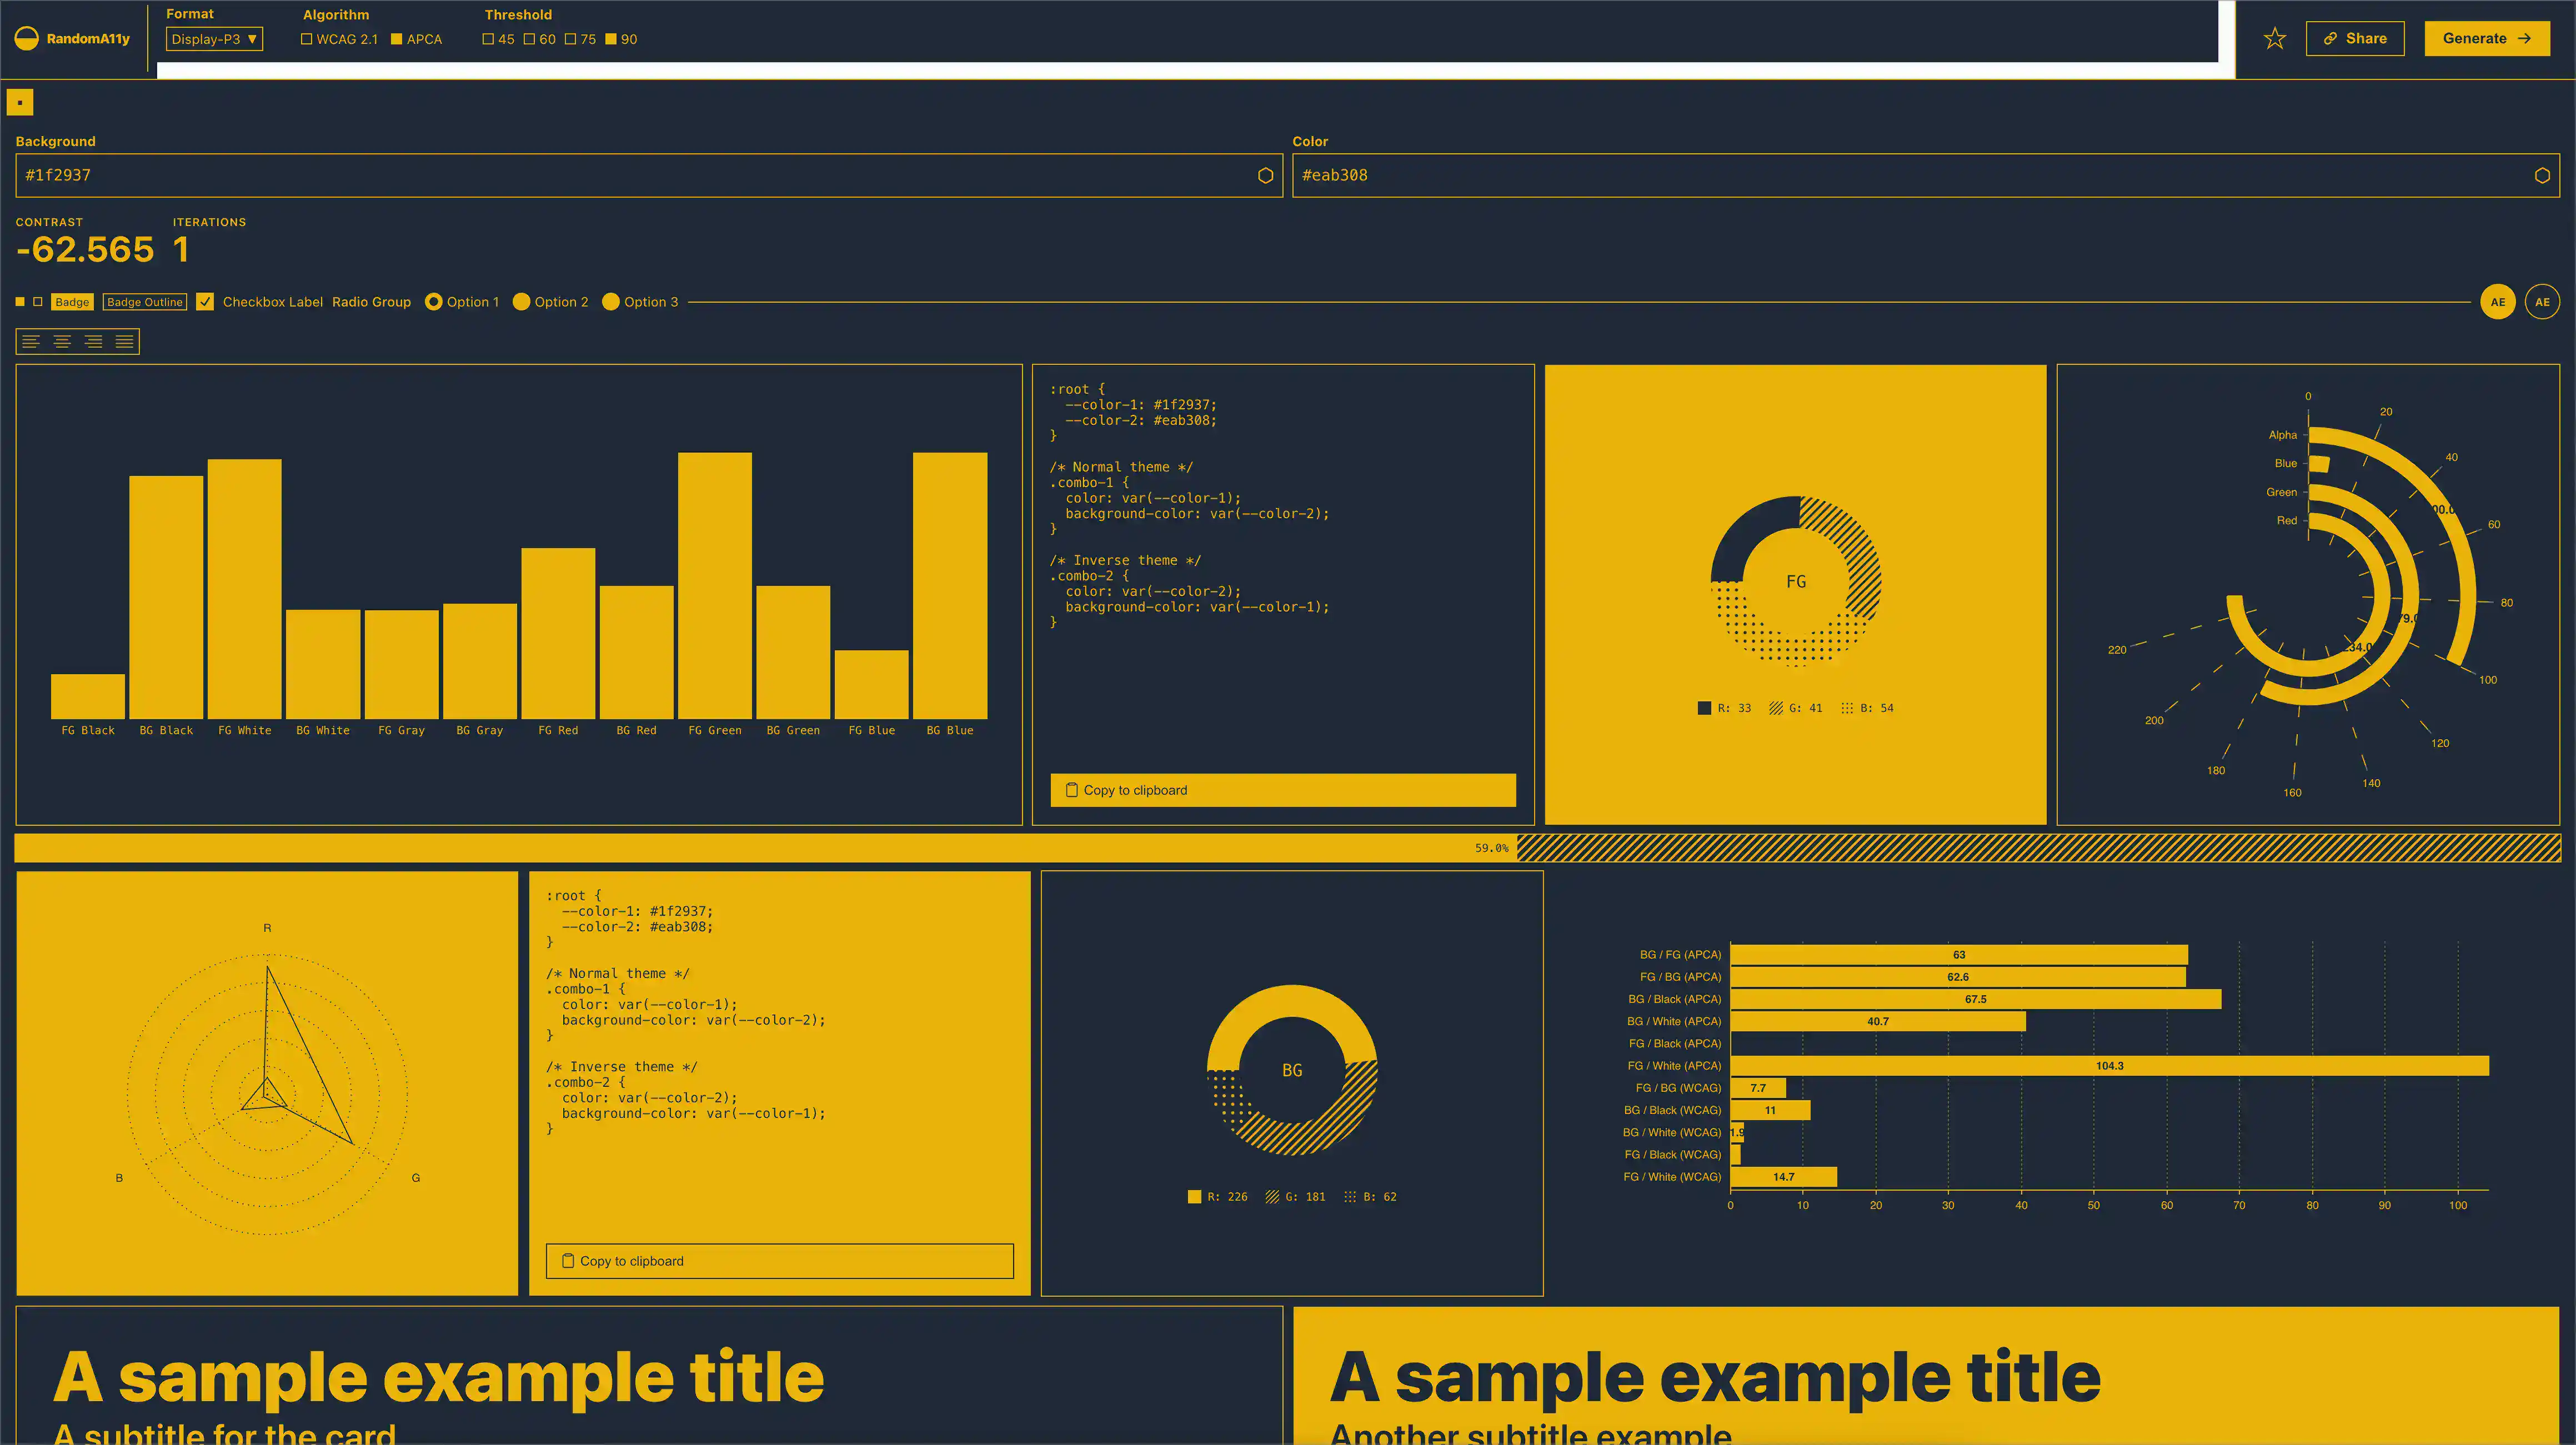 RandomA11y
Format
Display-P3 ▼
Algorithm
WCAG 2.1 APCA
Threshold
45 60 75 90
Share
Generate →
Background
#1f2937
Color
#eab308
CONTRAST
-62.565
ITERATIONS
1
Badge Badge Outline Checkbox Label Radio Group Option 1 Option 2 Option 3 AE AE
FG Black BG Black FG White BG White FG Gray BG Gray FG Red BG Red FG Green BG Green FG Blue BG Blue
:root {
--color-1: #1f2937;
--color-2: #eab308;
}
/* Normal theme */
.combo-1 {
color: var(--color-1);
background-color: var(--color-2);
}
/* Inverse theme */
.combo-2 {
color: var(--color-2);
background-color: var(--color-1);
}
Copy to clipboard
FG
R: 33 G: 41 B: 54
0
20
40
60
80
100
120
140
160
180
200
220
Alpha
Blue
Green
Red
59.0%
R
G
B
:root {
--color-1: #1f2937;
--color-2: #eab308;
}
/* Normal theme */
.combo-1 {
color: var(--color-1);
background-color: var(--color-2);
}
/* Inverse theme */
.combo-2 {
color: var(--color-2);
background-color: var(--color-1);
}
Copy to clipboard
BG
R: 226 G: 181 B: 62
BG / FG (APCA) 63
FG / BG (APCA) 62.6
BG / Black (APCA) 67.5
BG / White (APCA) 40.7
FG / Black (APCA)
FG / White (APCA) 104.3
FG / BG (WCAG) 7.7
BG / Black (WCAG) 11
BG / White (WCAG) 1.9
FG / Black (WCAG)
FG / White (WCAG) 14.7
0 10 20 30 40 50 60 70 80 90 100
A sample example title
A subtitle for the card
A sample example title
Another subtitle example